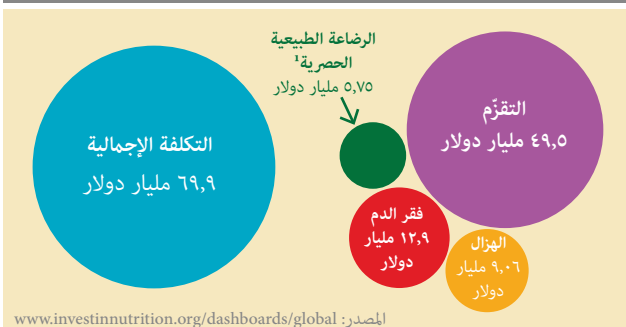 الرضاعة الطبيعية
الحصرية¹
٥,٧٥ مليار دولار
التقزّم
٤٩,٥ مليار دولار
التكلفة الإجمالية
٦٩,٩ مليار دولار
فقر الدم
١٢,٩ مليار
دولار
الهزال
٩,٠٦ مليار
دولار
المصدر: www.investinnutrition.org/dashboards/global